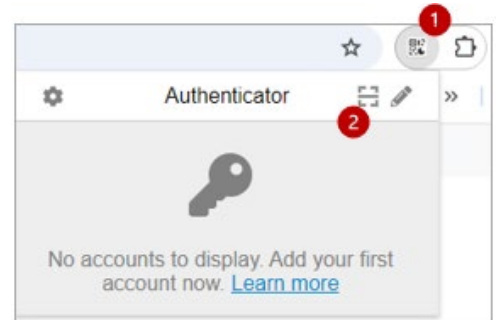 1
Authenticator
»
2
No accounts to display. Add your first
account now. Learn more